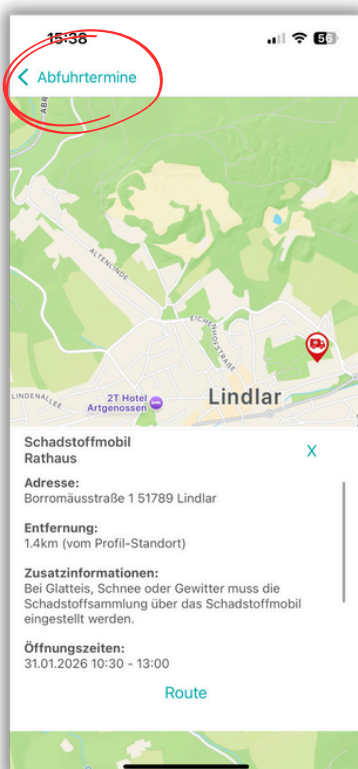 15:38
56
Abfuhrtermine
ABR
ALTENLINDE
EICHENHOFSTRAßE
LINDENALLEE
2T Hotel
Artgenossen
Lindlar
Schadstoffmobil
Rathaus
X
Adresse:
Borromäusstraße 1 51789 Lindlar
Entfernung:
1.4km (vom Profil-Standort)
Zusatzinformationen:
Bei Glatteis, Schnee oder Gewitter muss die
Schadstoffsammlung über das Schadstoffmobil
eingestellt werden.
Öffnungszeiten:
31.01.2026 10:30 - 13:00
Route